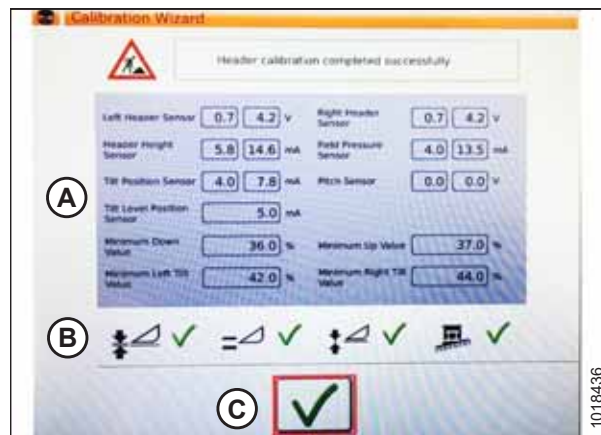 Calibration Wizard
Header calibration completed successfully
Left Header Sensor 0.7 4.2 V Right Header Sensor 0.7 4.2 V
Header Height Sensor 5.8 14.6 mA Field Pressure Sensor 4.0 13.5 mA
Tilt Position Sensor 4.0 7.8 mA Pitch Sensor 0.0 0.0 V
Tilt Level Position Sensor 5.0 mA
Minimum Down Value 36.0 % Minimum Up Value 37.0 %
Minimum Left Tilt Value 42.0 % Minimum Right Tilt Value 44.0 %
A
B
C
1018436